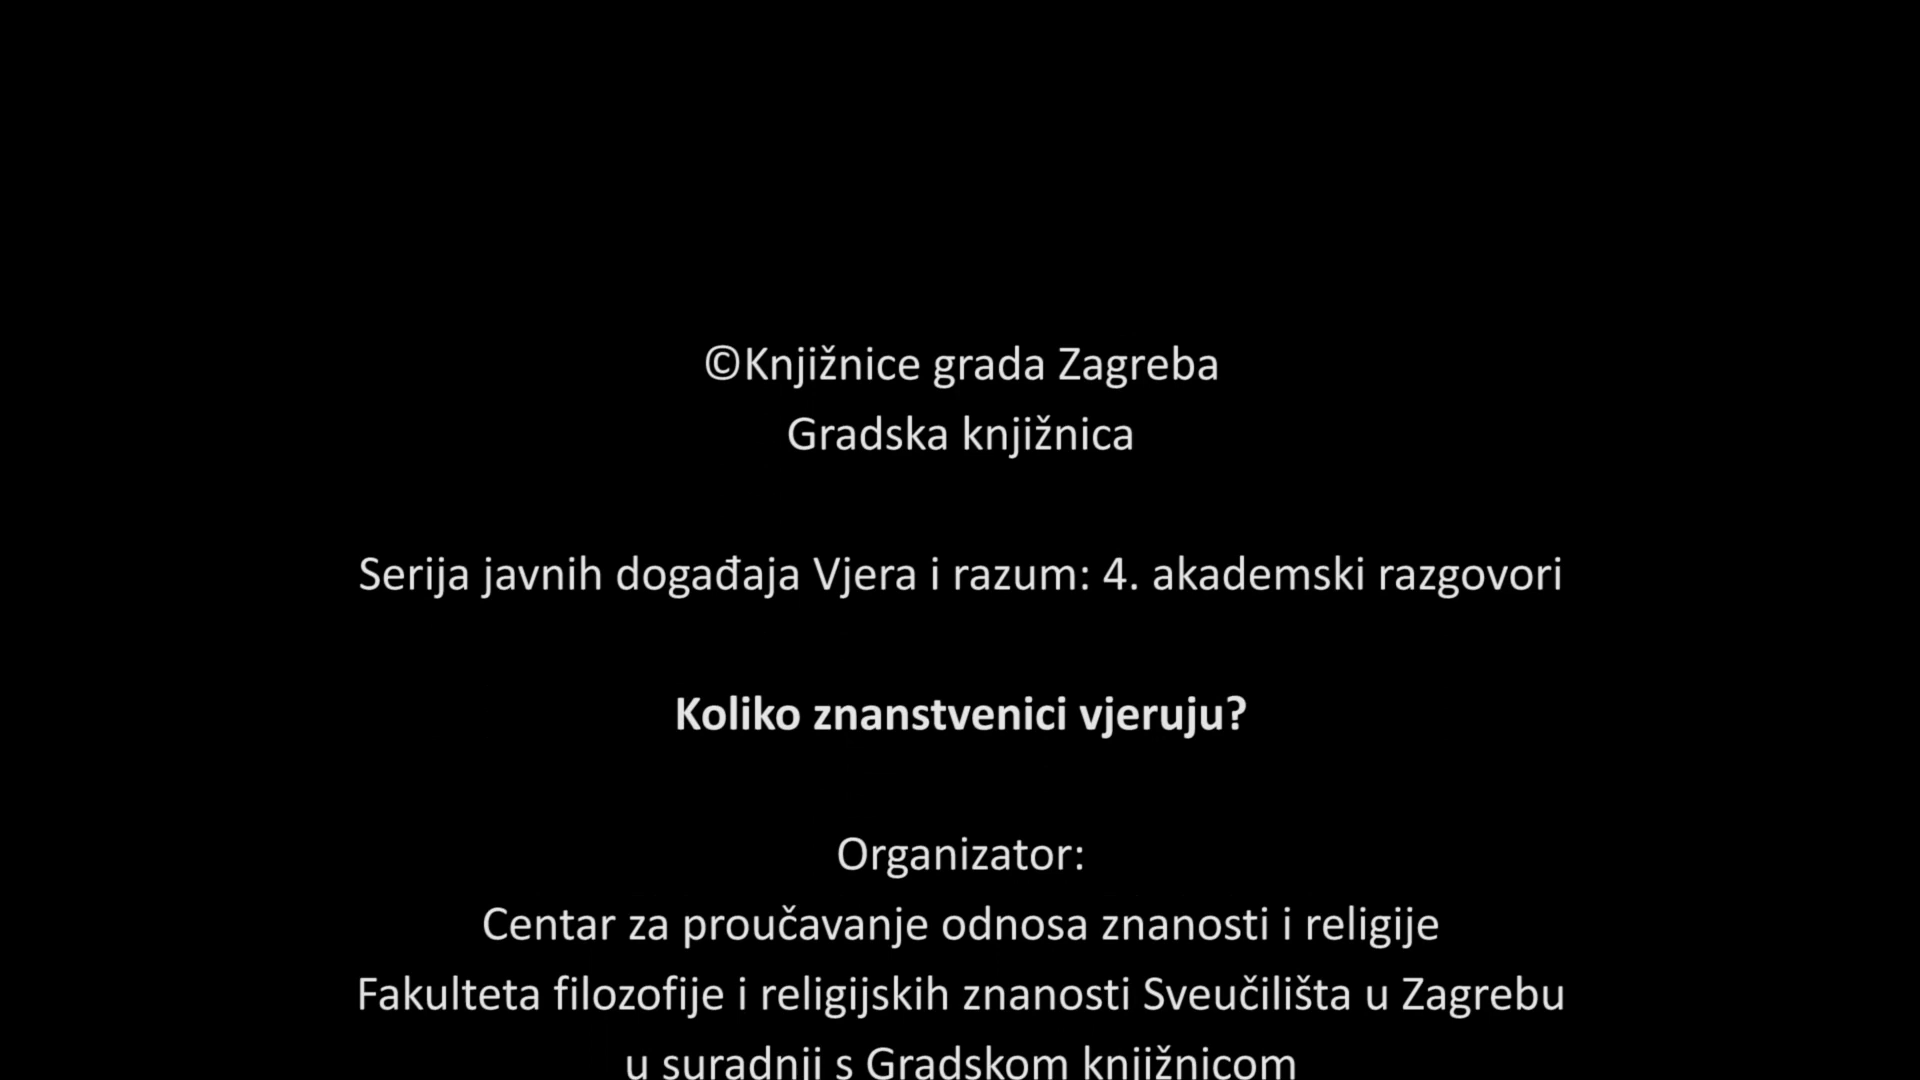 ©Knjižnice grada Zagreba
Gradska knjižnica
Serija javnih događaja Vjera i razum: 4. akademski razgovori
Koliko znanstvenici vjeruju?
Organizator:
Centar za proučavanje odnosa znanosti i religije
Fakulteta filozofije i religijskih znanosti Sveučilišta u Zagrebu
u suradnji s Gradskom knjižnicom